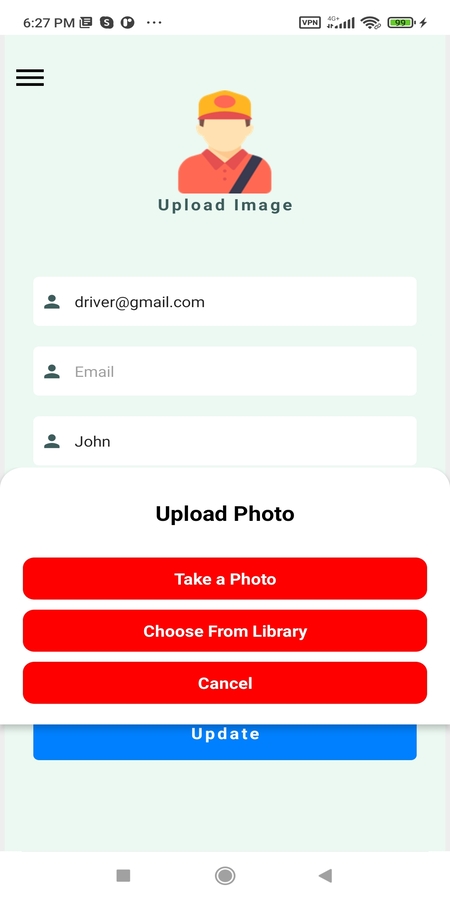 6:27 PM
VPN 4G+ 99
Upload Image
driver@gmail.com
Email
John
Upload Photo
Take a Photo
Choose From Library
Cancel
Update